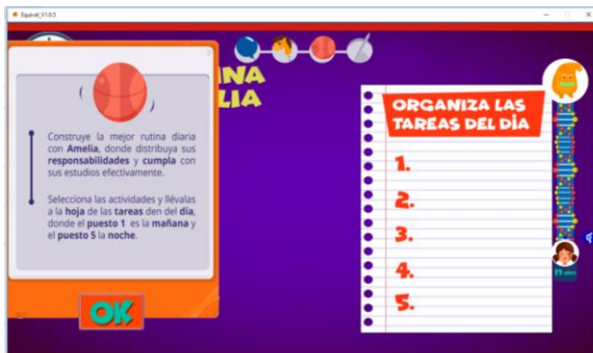 Equivol_V1.0.5
INA
LIA
Construye la mejor rutina diaria
con Amelia, donde distribuya sus
responsabilidades y cumpla con
sus estudios efectivamente.
Selecciona las actividades y llévalas
a la hoja de las tareas den del día,
donde el puesto 1 es la mañana y
el puesto 5 la noche.
OK
ORGANIZA LAS
TAREAS DEL DÍA
1.
2.
3.
4.
5.